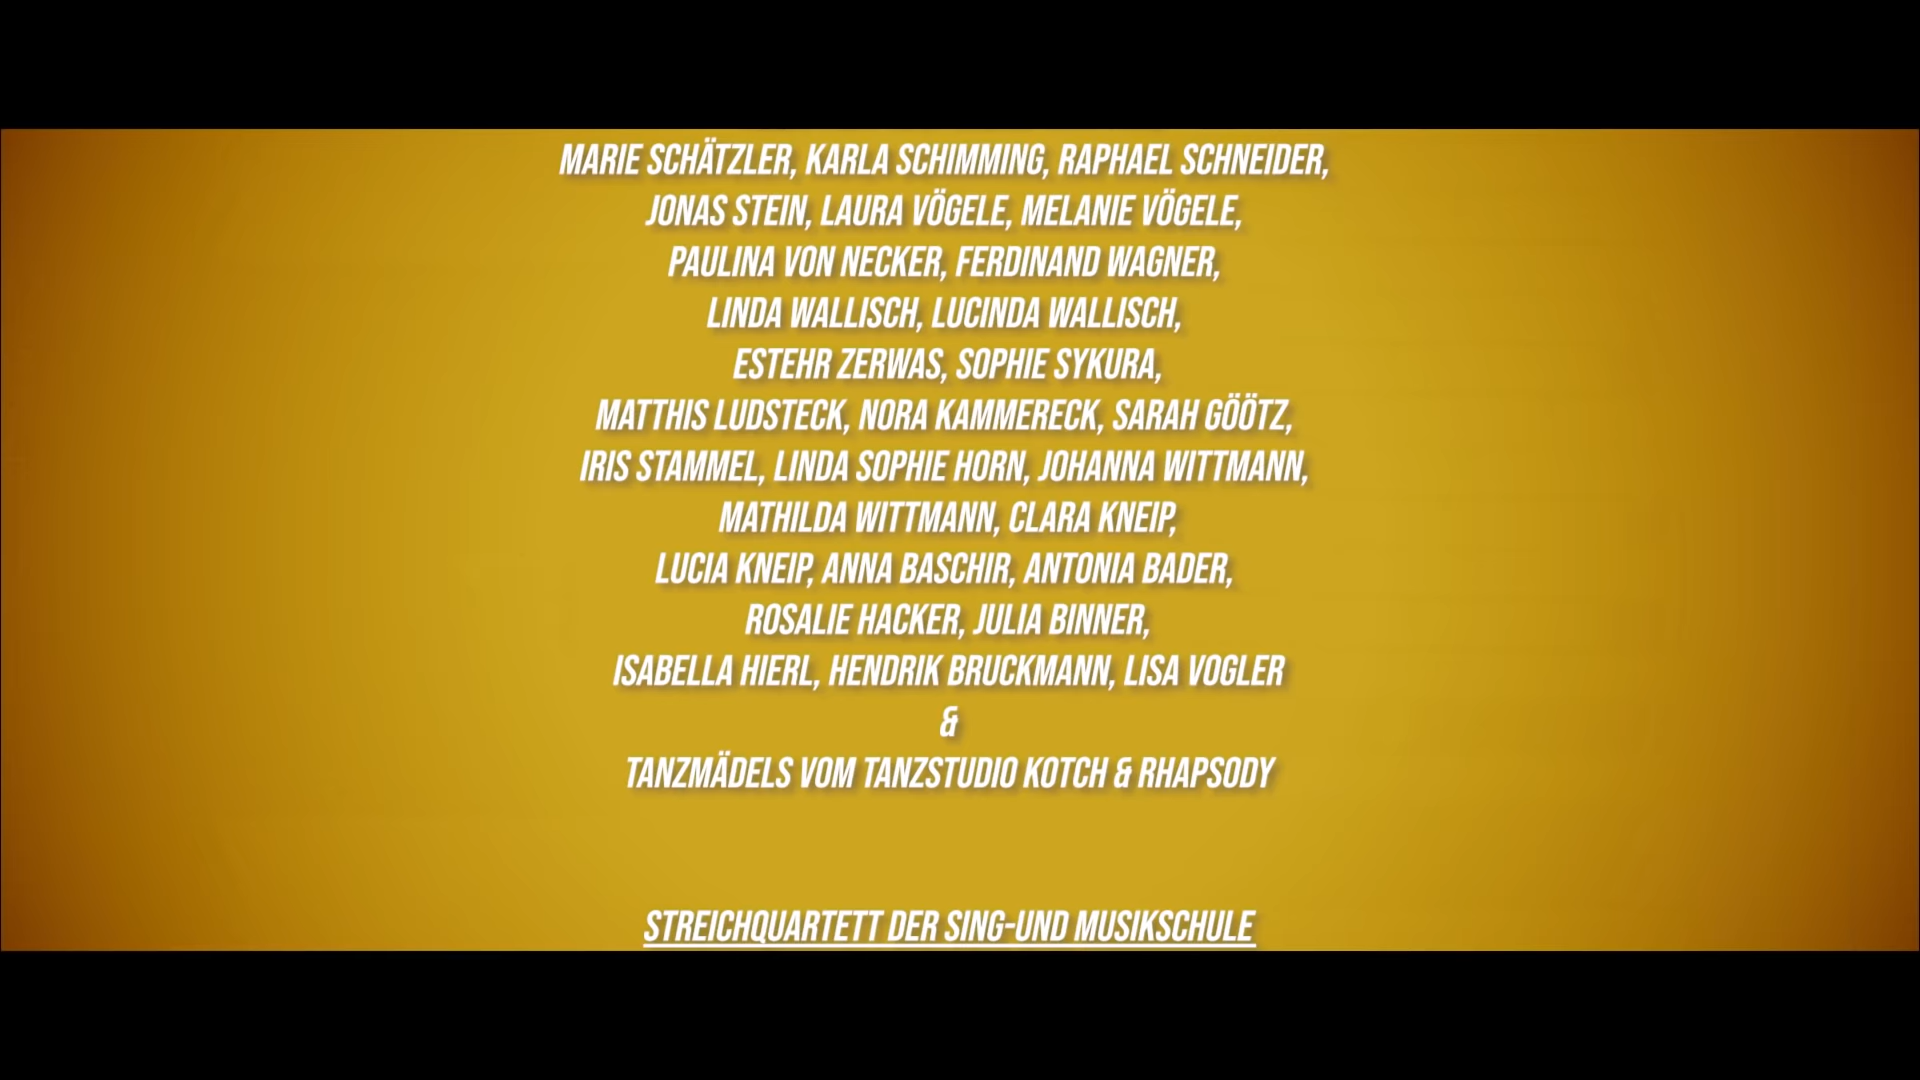 MARIE SCHÄTZLER, KARLA SCHIMMING, RAPHAEL SCHNEIDER,
JONAS STEIN, LAURA VÖGELE, MELANIE VÖGELE,
PAULINA VON NECKER, FERDINAND WAGNER,
LINDA WALLISCH, LUCINDA WALLISCH,
ESTEHR ZERWAS, SOPHIE SYKURA,
MATTHIS LUDSTECK, NORA KAMMERECK, SARAH GÖÖTZ,
IRIS STAMMEL, LINDA SOPHIE HORN, JOHANNA WITTMANN,
MATHILDA WITTMANN, CLARA KNEIP,
LUCIA KNEIP, ANNA BASCHIR, ANTONIA BADER,
ROSALIE HACKER, JULIA BINNER,
ISABELLA HIERL, HENDRIK BRUCKMANN, LISA VOGLER
&
TANZMÄDELS VOM TANZSTUDIO KOTCH & RHAPSODY
STREICHQUARTETT DER SING-UND MUSIKSCHULE